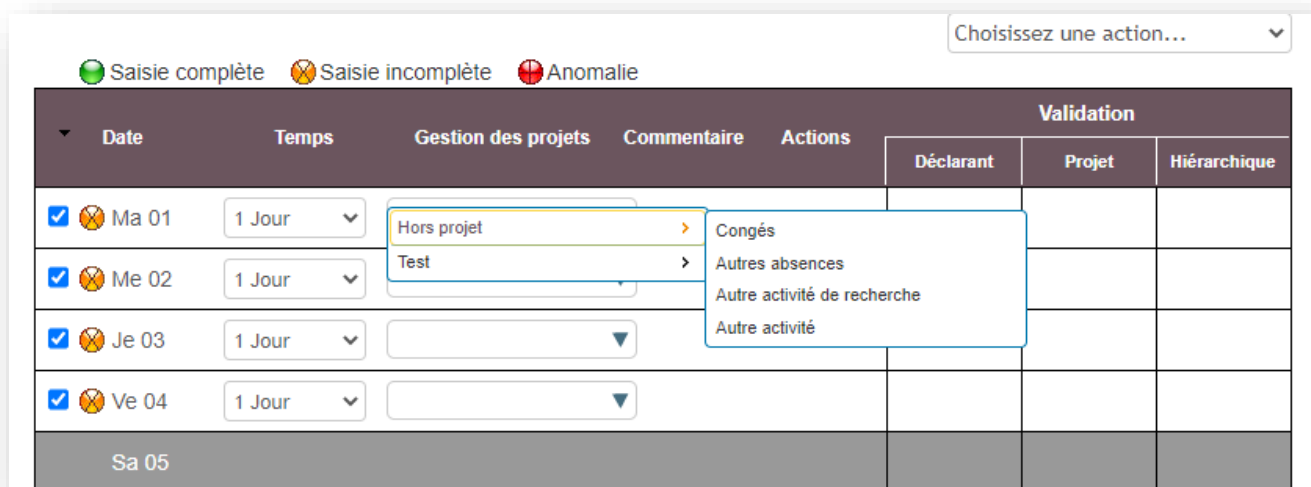 Choisissez une action...
Saisie complète Saisie incomplète Anomalie
Date Temps Gestion des projets Commentaire Actions Validation
Déclarant Projet Hiérarchique
Ma 01 1 Jour
Hors projet
Test
Congés
Autres absences
Autre activité de recherche
Autre activité
Me 02 1 Jour
Je 03 1 Jour
Ve 04 1 Jour
Sa 05